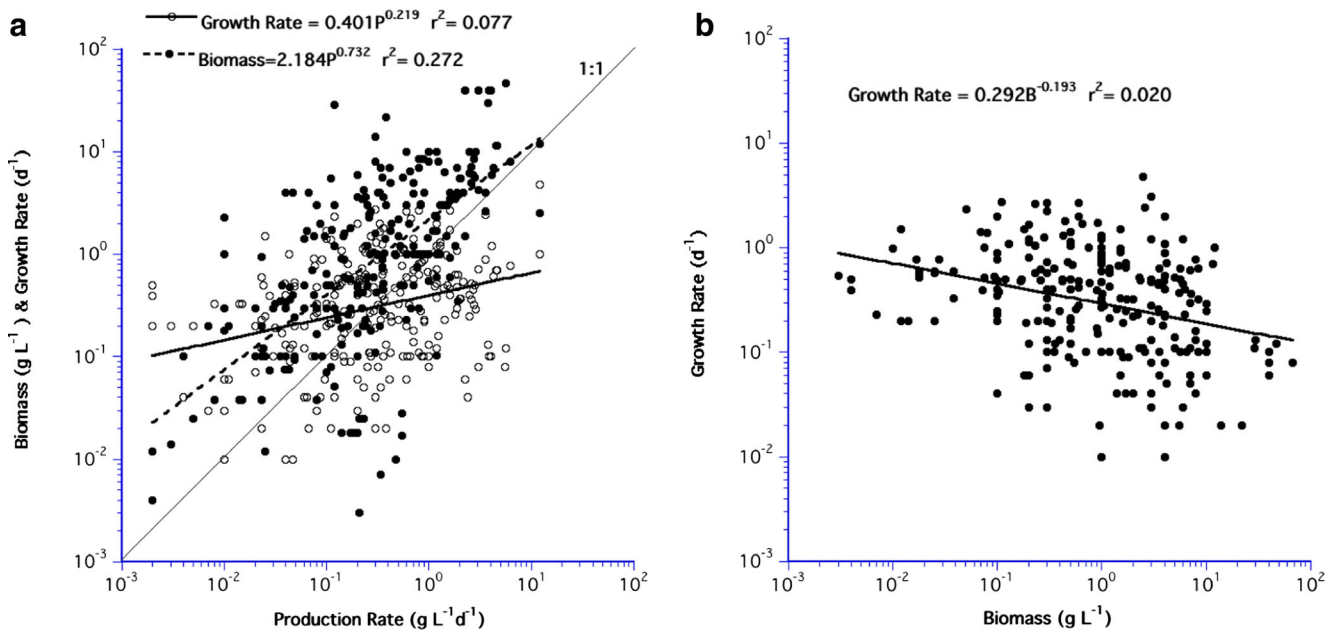 a
Growth Rate = 0.401P^0.219 r^2= 0.077
Biomass=2.184P^0.732 r^2= 0.272
1:1
10^2
10^1
10^0
10^-1
10^-2
10^-3
Biomass (g L^-1) & Growth Rate (d^-1)
10^-3 10^-2 10^-1 10^0 10^1 10^2
Production Rate (g L^-1d^-1)
b
Growth Rate = 0.292B^-0.193 r^2= 0.020
10^2
10^1
10^0
10^-1
10^-2
10^-3
Growth Rate (d^-1)
10^-3 10^-2 10^-1 10^0 10^1 10^2
Biomass (g L^-1)